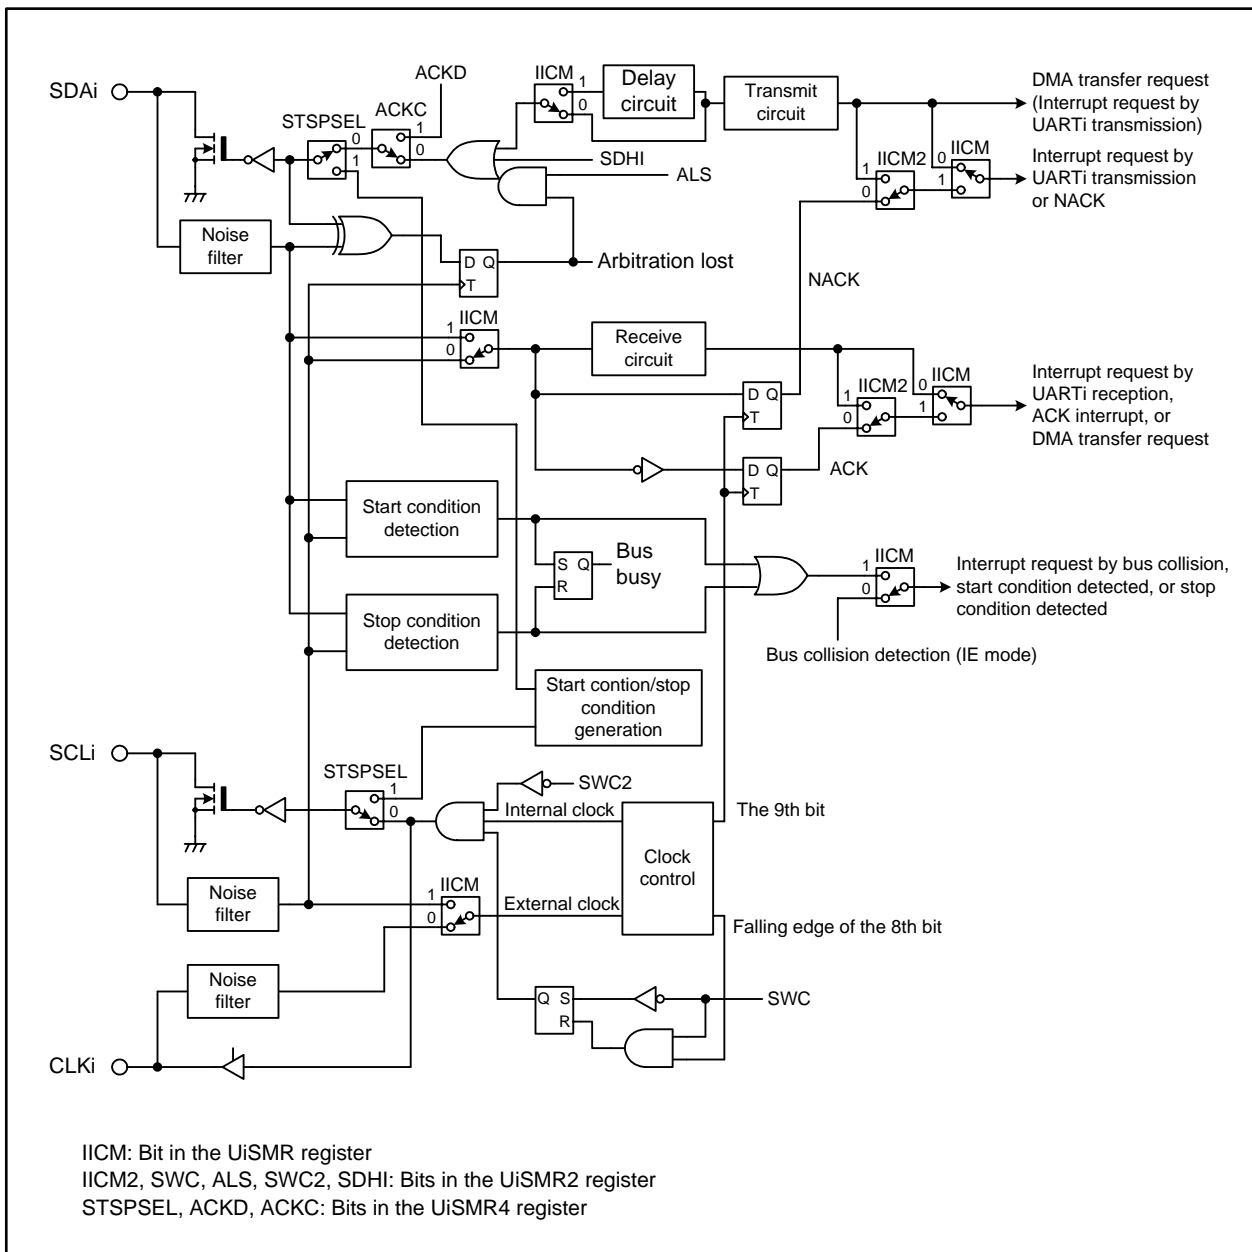 SDAi
STSPSEL
0
1
ACKC
1
0
ACKD
IICM
1
0
Delay
circuit
Transmit
circuit
SDHI
ALS
IICM2
1
0
IICM
0
1
DMA transfer request
(Interrupt request by
UARTi transmission)
Interrupt request by
UARTi transmission
or NACK
Noise
filter
D Q
T
Arbitration lost
NACK
IICM
1
0
Receive
circuit
D Q
T
IICM2
1
0
IICM
0
1
Interrupt request by
UARTi reception,
ACK interrupt, or
DMA transfer request
D Q
T
ACK
Start condition
detection
S Q
R
Bus
busy
Stop condition
detection
IICM
1
0
Interrupt request by bus collision,
start condition detected, or stop
condition detected
Bus collision detection (IE mode)
Start contion/stop
condition
generation
SCLi
STSPSEL
1
0
SWC2
Internal clock
Clock
control
The 9th bit
Noise
filter
IICM
1
0
External clock
Falling edge of the 8th bit
Noise
filter
Q S
R
SWC
CLKi
IICM: Bit in the UiSMR register
IICM2, SWC, ALS, SWC2, SDHI: Bits in the UiSMR2 register
STSPSEL, ACKD, ACKC: Bits in the UiSMR4 register